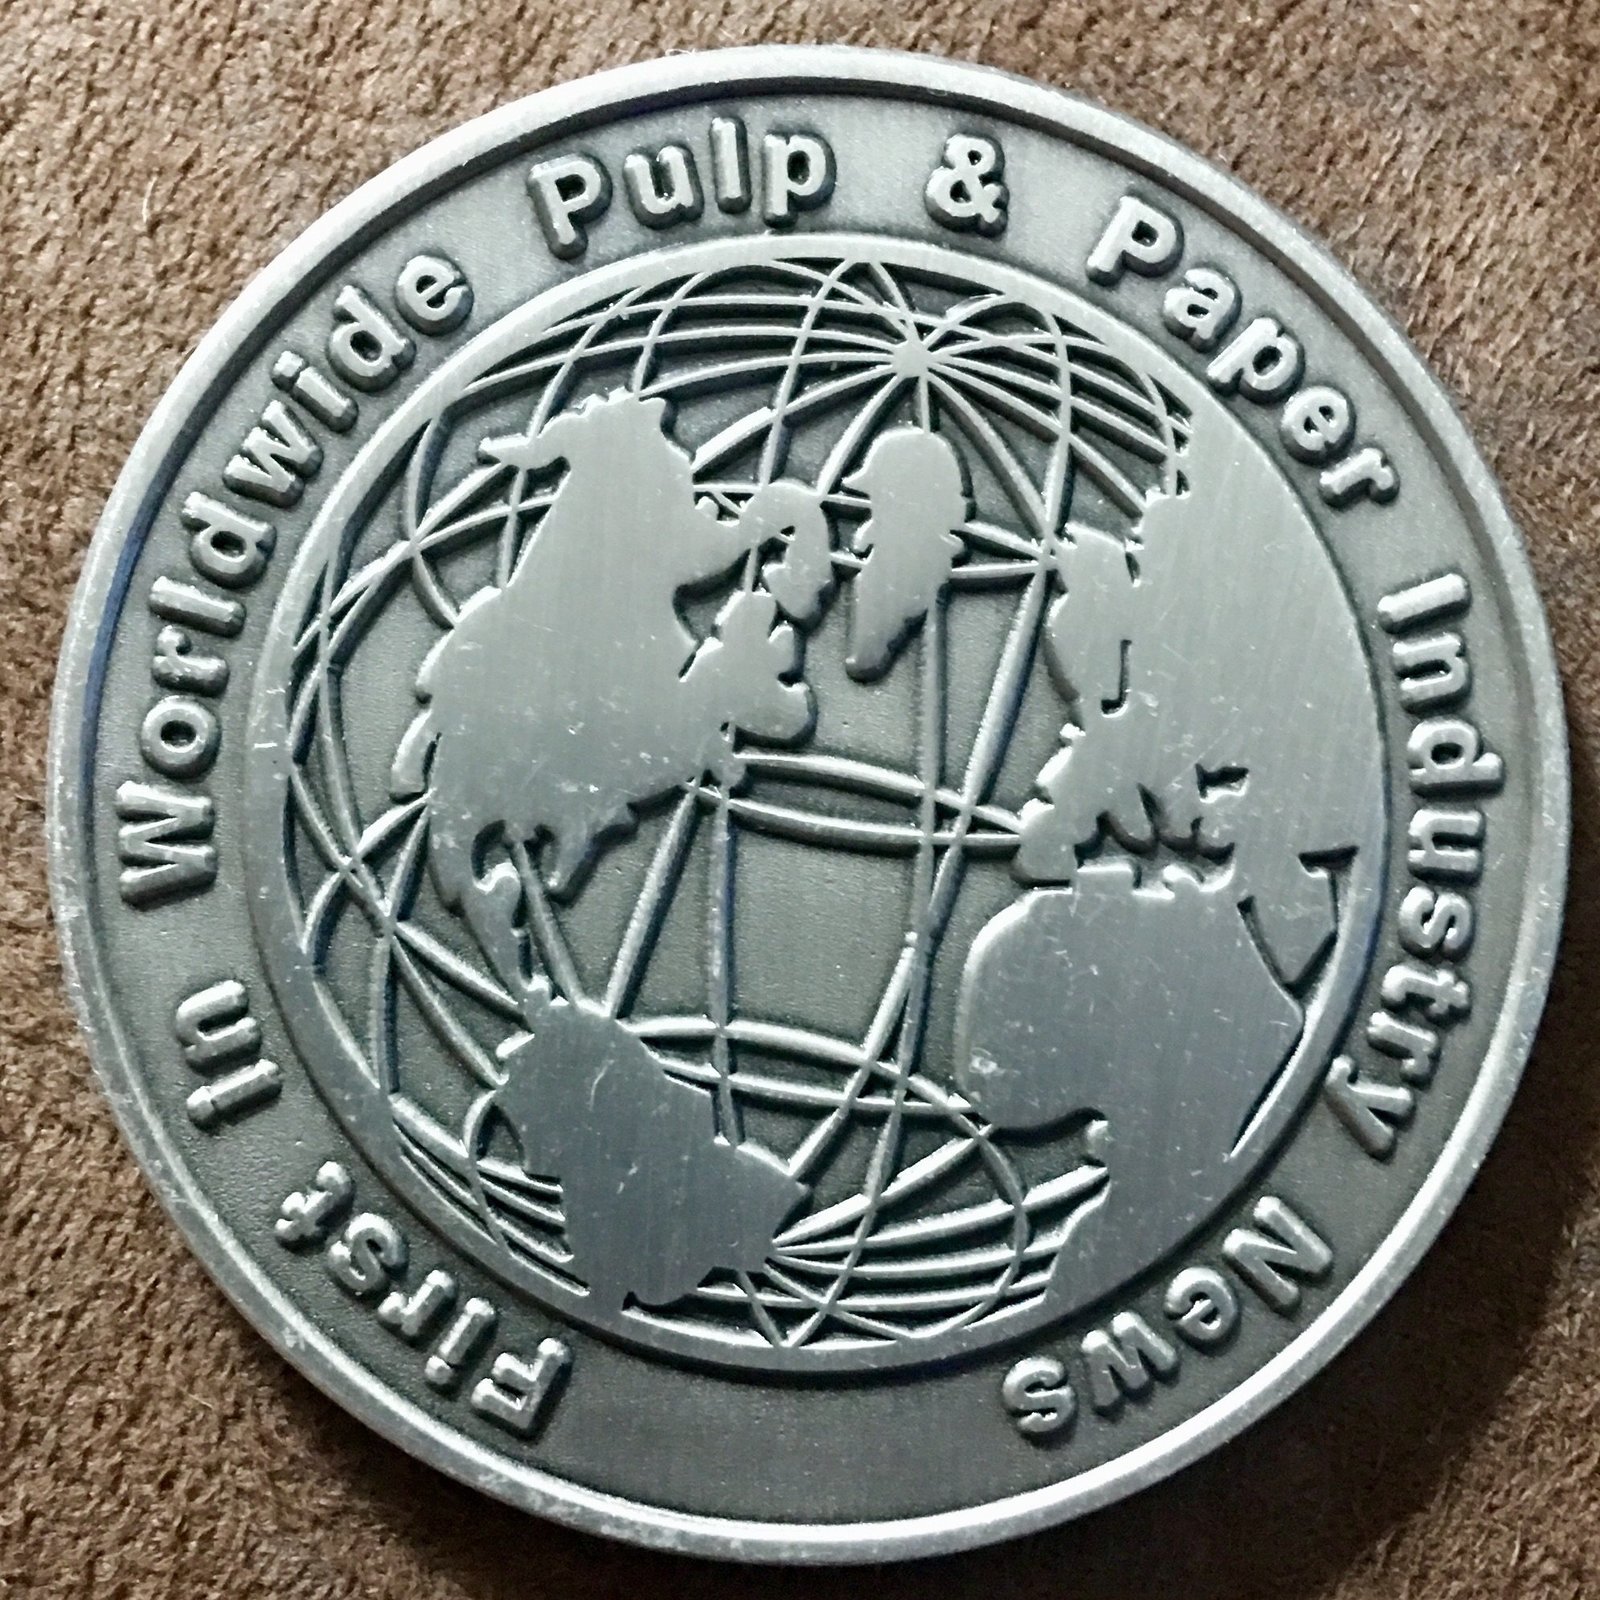 First in Worldwide Pulp & Paper Industry News